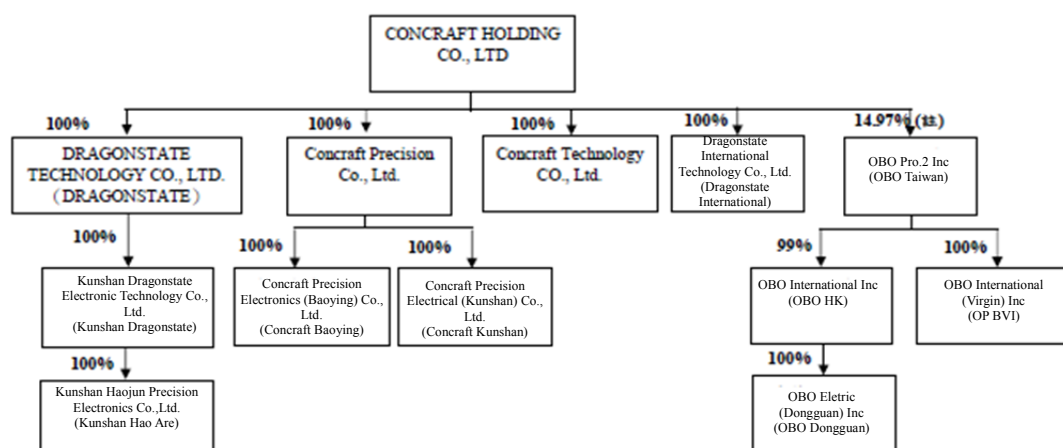 CONCRAFT HOLDING
CO., LTD
100%
100%
100%
100%
14.97% (註)
DRAGONSTATE
TECHNOLOGY CO., LTD.
(DRAGONSTATE)
Concraft Precision
Co., Ltd.
Concraft Technology
CO., Ltd.
Dragonstate
International
Technology Co., Ltd.
(Dragonstate
International)
OBO Pro.2 Inc
(OBO Taiwan)
100%
100%
100%
99%
100%
Kunshan Dragonstate
Electronic Technology Co.,
Ltd.
(Kunshan Dragonstate)
Concraft Precision
Electronics (Baoying) Co.,
Ltd.
(Concraft Baoying)
Concraft Precision
Electrical (Kunshan) Co.,
Ltd.
(Concraft Kunshan)
OBO International Inc
(OBO HK)
OBO International
(Virgin) Inc
(OP BVI)
100%
100%
Kunshan Haojun Precision
Electronics Co.,Ltd.
(Kunshan Hao Are)
OBO Eletric
(Dongguan) Inc
(OBO Dongguan)